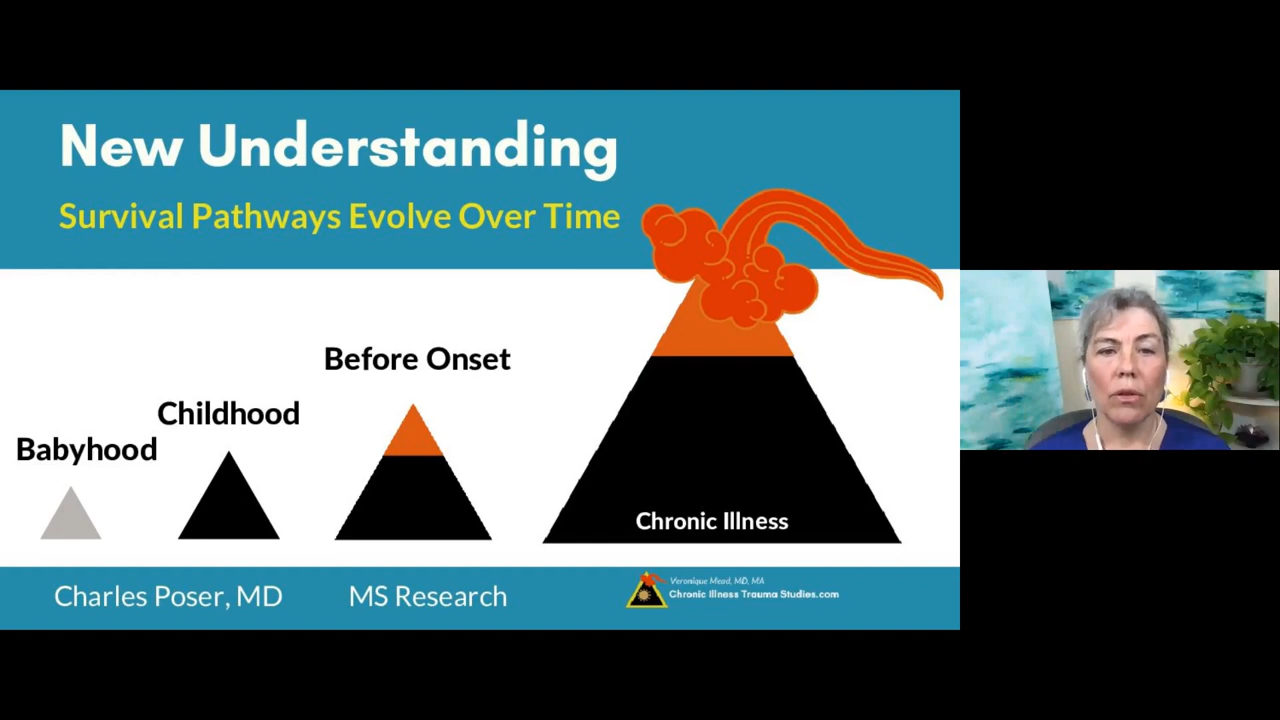 New Understanding
Survival Pathways Evolve Over Time
Before Onset
Childhood
Babyhood
Chronic Illness
Charles Poser, MD
MS Research
Veronique Mead, MD, MA
Chronic Illness Trauma Studies.com